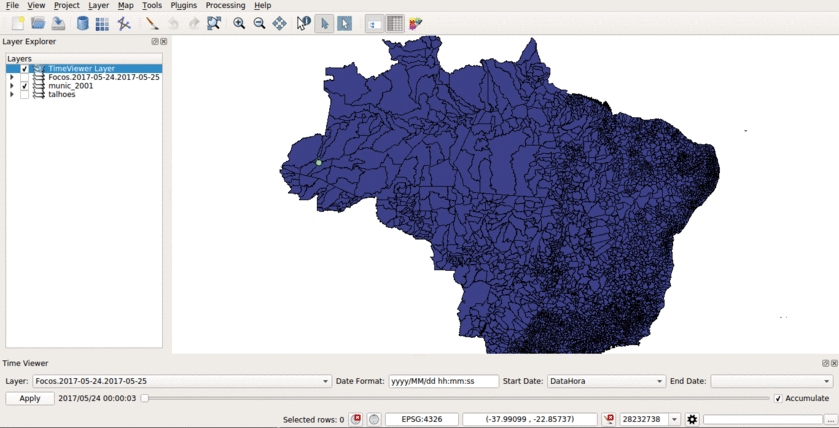 File View Project Layer Map Tools Plugins Processing Help
Layer Explorer
Layers
TimeViewer Layer
Focos.2017-05-24.2017-05-25
munic_2001
talhoes
Time Viewer
Layer: Focos.2017-05-24.2017-05-25 Date Format: yyyy/MM/dd hh:mm:ss Start Date: DataHora End Date:
Apply 2017/05/24 00:00:03 Accumulate
Selected rows: 0 EPSG:4326 (-37.99099 , -22.85737) 28232738 ...